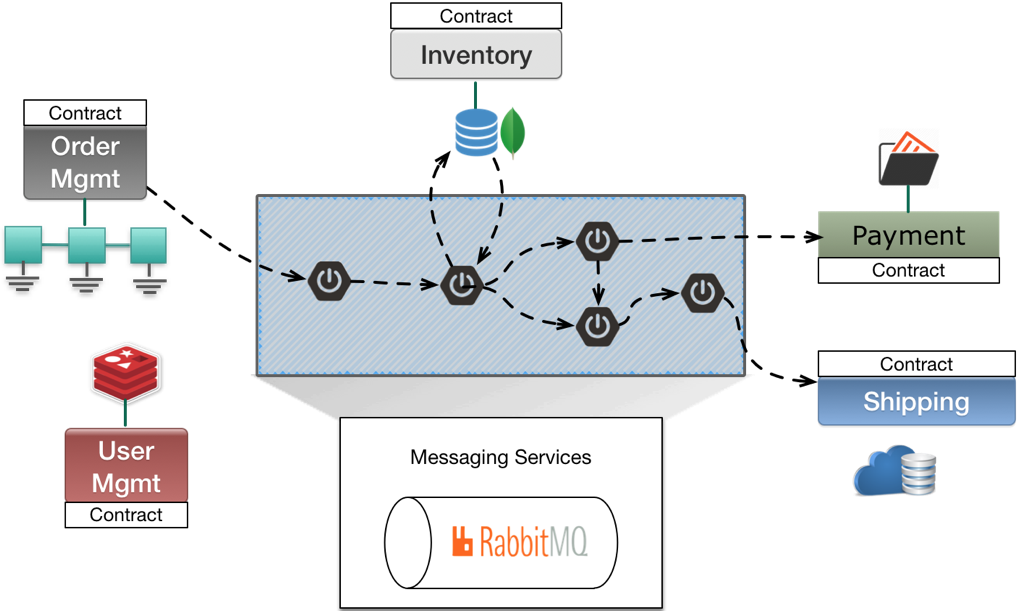 Contract
Inventory
Contract
Order
Mgmt
Payment
Contract
Contract
Shipping
User
Mgmt
Contract
Messaging Services
RabbitMQ